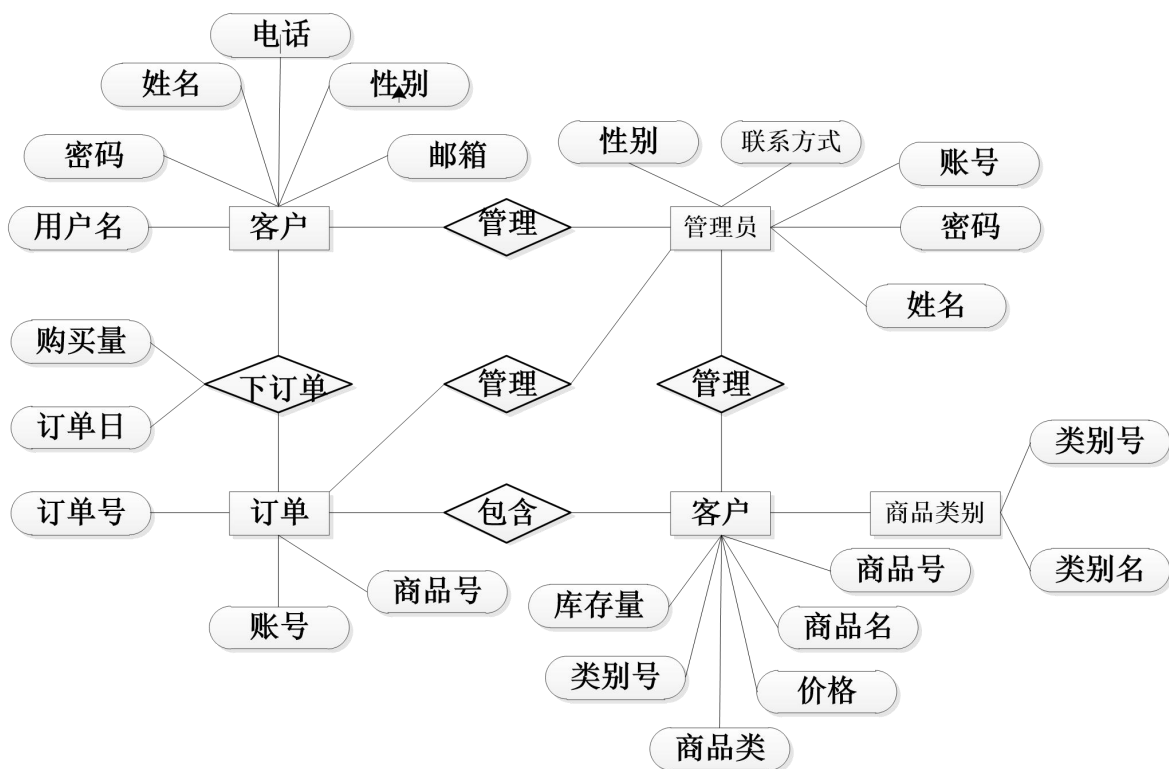 电话
姓名
性别
密码
邮箱
性别
联系方式
账号
用户名
客户
管理
管理员
密码
姓名
购买量
下订单
管理
管理
订单日
类别号
订单号
订单
包含
客户
商品类别
商品号
商品号
类别名
库存量
商品名
账号
类别号
价格
商品类